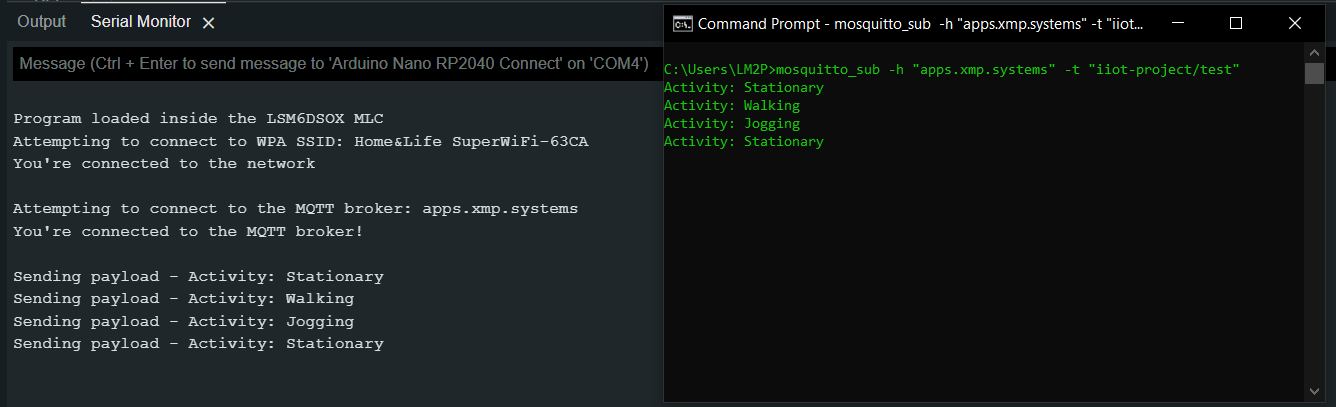 Output
Serial Monitor
Message (Ctrl + Enter to send message to 'Arduino Nano RP2040 Connect' on 'COM4')
Program loaded inside the LSM6DSOX MLC
Attempting to connect to WPA SSID: Home&Life SuperWiFi-63CA
You're connected to the network
Attempting to connect to the MQTT broker: apps.xmp.systems
You're connected to the MQTT broker!
Sending payload - Activity: Stationary
Sending payload - Activity: Walking
Sending payload - Activity: Jogging
Sending payload - Activity: Stationary
Command Prompt - mosquitto_sub -h "apps.xmp.systems" -t "iiot...
C:\Users\LM2P>mosquitto_sub -h "apps.xmp.systems" -t "iiot-project/test"
Activity: Stationary
Activity: Walking
Activity: Jogging
Activity: Stationary